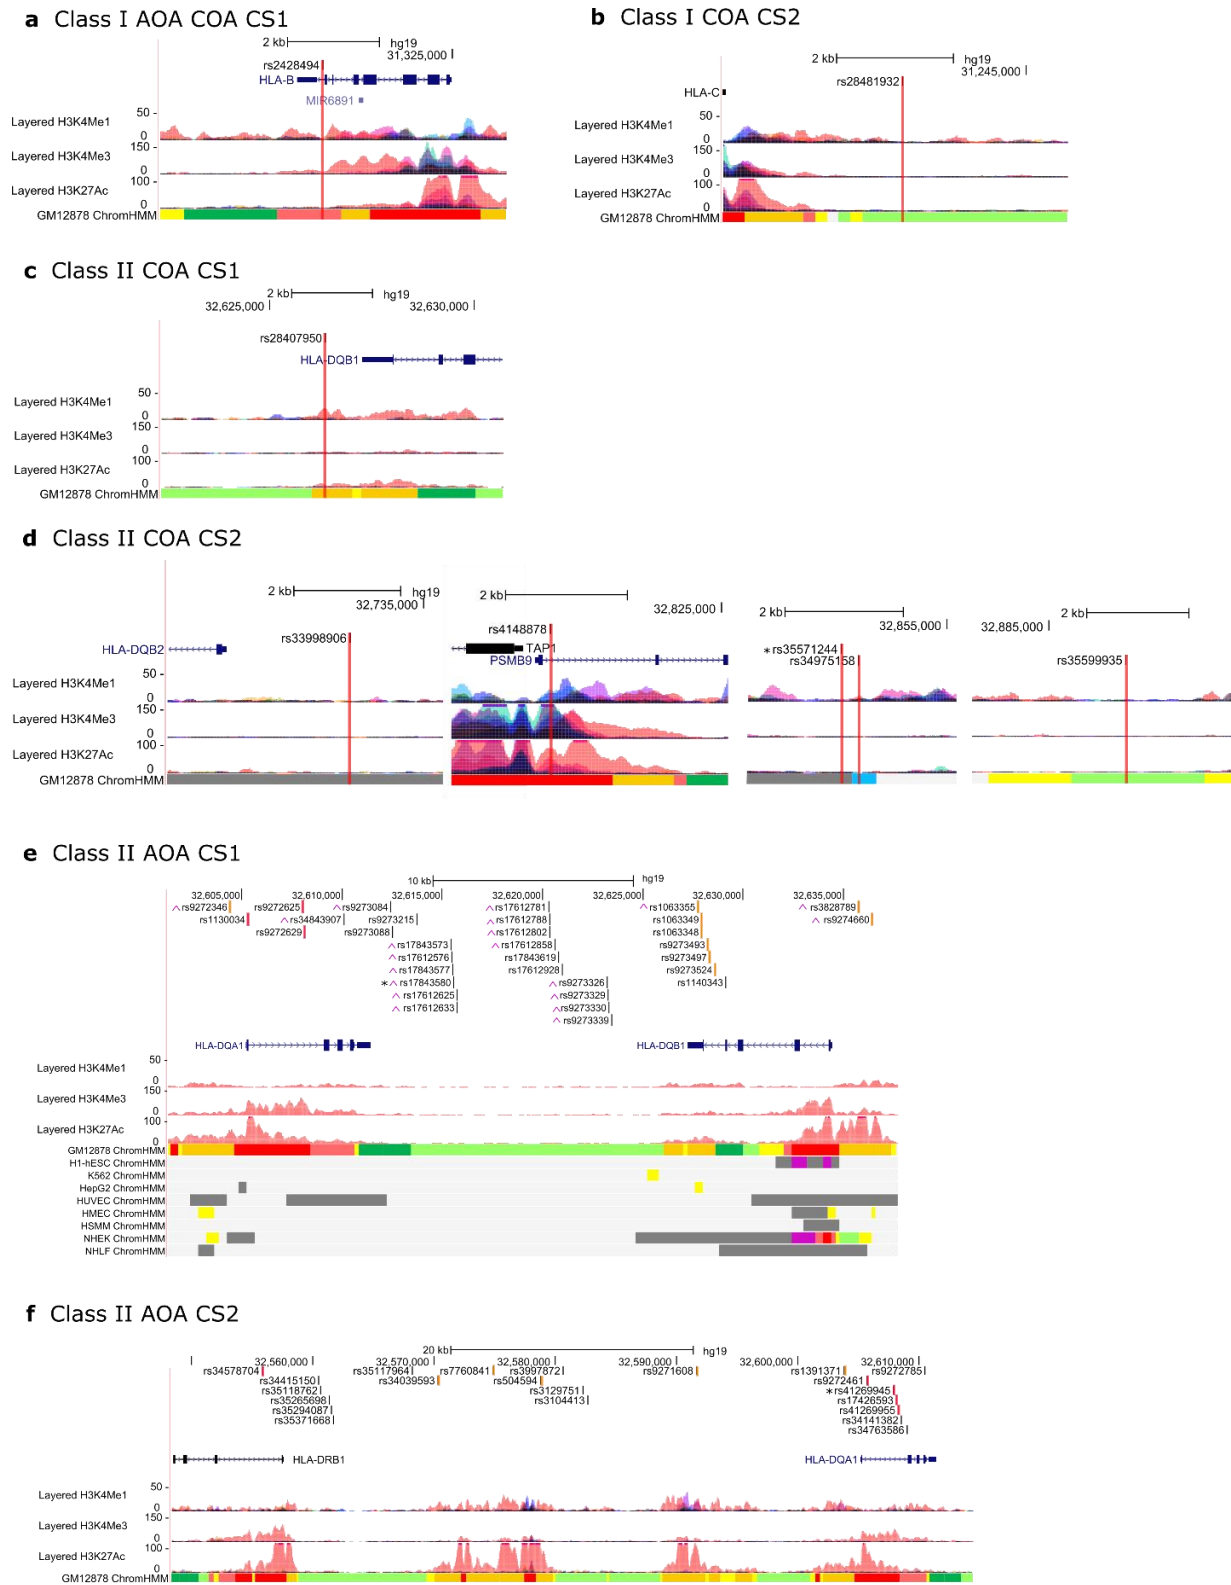 a Class I AOA COA CS1
2 kb hg19
31,325,000
rs2428494
HLA-B
MIR6891
Layered H3K4Me1 50 0
Layered H3K4Me3 150 0
Layered H3K27Ac 100
GM12878 ChromHMM
b Class I COA CS2
2 kb hg19
31,245,000
rs28481932
HLA-C
Layered H3K4Me1 50 0
Layered H3K4Me3 150 0
Layered H3K27Ac 100
GM12878 ChromHMM
c Class II COA CS1
2 kb hg19
32,625,000 32,630,000
rs28407950
HLA-DQB1
Layered H3K4Me1 50 0
Layered H3K4Me3 150 0
Layered H3K27Ac 100 0
GM12878 ChromHMM
d Class II COA CS2
2 kb hg19 2 kb 2 kb 2 kb
32,735,000 32,825,000 32,855,000 32,885,000
rs33998906 rs4148878 *rs35571244 rs34975158 rs35599935
HLA-DQB2 TAP1
PSMB9
Layered H3K4Me1 50 0
Layered H3K4Me3 150 0
Layered H3K27Ac 100 0
GM12878 ChromHMM
e Class II AOA CS1
10 kb hg19
32,605,000 32,610,000 32,615,000 32,620,000 32,625,000 32,630,000 32,635,000
^rs9272346 rs9272625 ^rs9273084 ^rs17612781 ^rs1063355 ^rs3828789
rs1130034 ^rs34843907 rs9273215 ^rs17612788 rs1063349 ^rs9274660
rs9272629 rs9273088 ^rs17612802 rs1063348
^rs17843573 ^rs17612858 rs9273493
^rs17612576 rs17843619 rs9273497
^rs17843577 rs17612928 rs9273524
*^rs17843580 ^rs9273326 rs1140343
^rs17612625 ^rs9273329
^rs17612633 ^rs9273330
^rs9273339
HLA-DQA1 HLA-DQB1
Layered H3K4Me1 50 0
Layered H3K4Me3 150 0
Layered H3K27Ac 100 0
GM12878 ChromHMM
H1-hESC ChromHMM
K562 ChromHMM
HepG2 ChromHMM
HUVEC ChromHMM
HMEC ChromHMM
HSMM ChromHMM
NHEK ChromHMM
NHLF ChromHMM
f Class II AOA CS2
20 kb hg19
32,560,000 32,570,000 32,580,000 32,590,000 32,600,000 32,610,000
rs34578704 rs35117964 rs7760841 rs3997872 rs9271608 rs1391371 rs9272785
rs34415150 rs34039593 rs504594 rs9272461
rs35118762 rs3129751 *rs41269945
rs35265698 rs3104413 rs17426593
rs35294087 rs41269955
rs35371668 rs34141382
rs34763586
HLA-DRB1 HLA-DQA1
Layered H3K4Me1 50 0
Layered H3K4Me3 150 0
Layered H3K27Ac 100 0
GM12878 ChromHMM